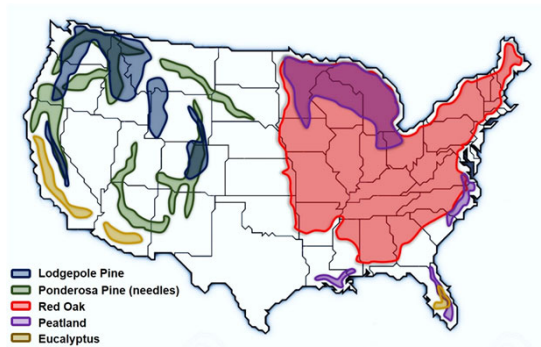 Lodgepole Pine
Ponderosa Pine (needles)
Red Oak
Peatland
Eucalyptus